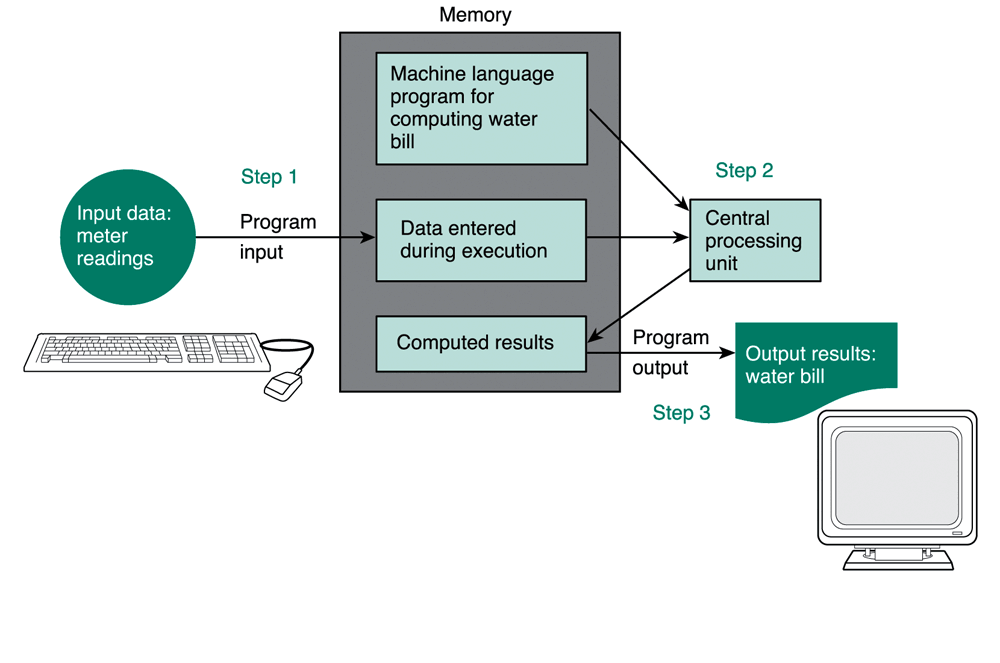 Memory
Machine language
program for
computing water
bill
Step 1
Step 2
Input data:
meter
readings
Program
input
Data entered
during execution
Central
processing
unit
Computed results
Program
output
Output results:
water bill
Step 3